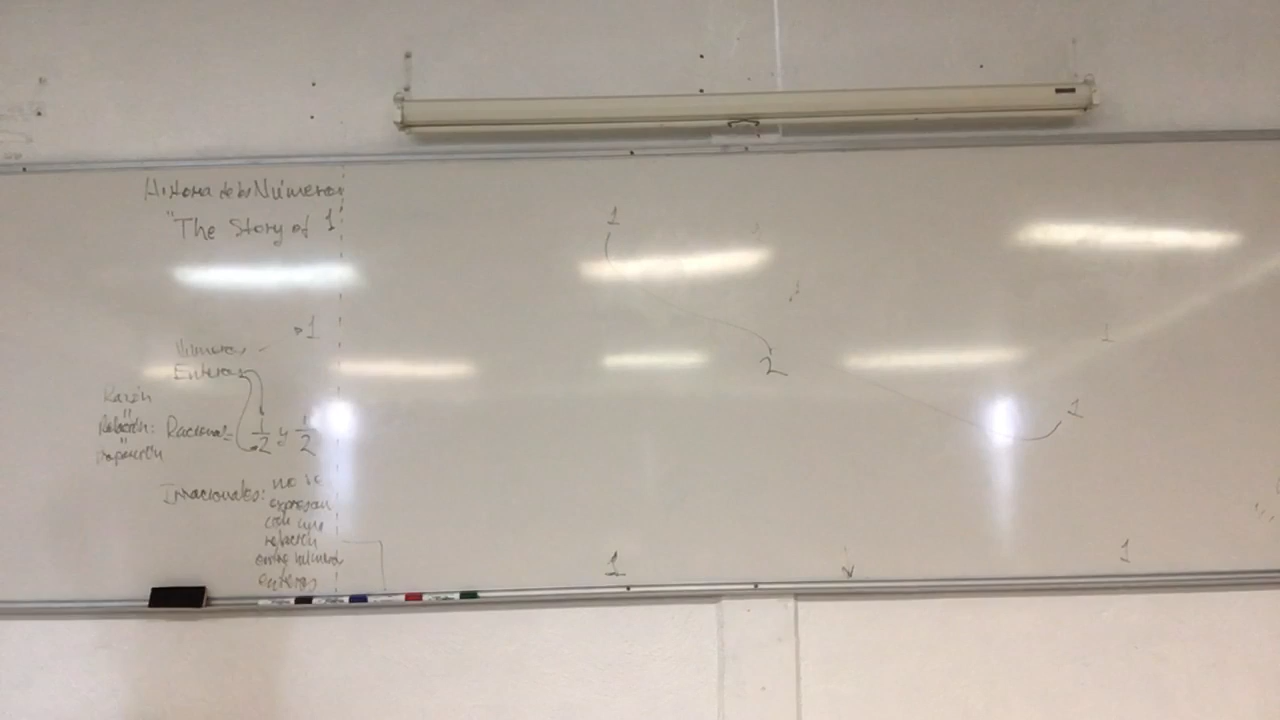 Historia de los Números
"The Story of 1"
1
Números
Enteros
Razón
"
Relación: Racional= 1/2 y 1/2
"
Proporción
Irracionales: no se
expresan
con una
relación
entre números
enteros
1
2
1
1
1
1